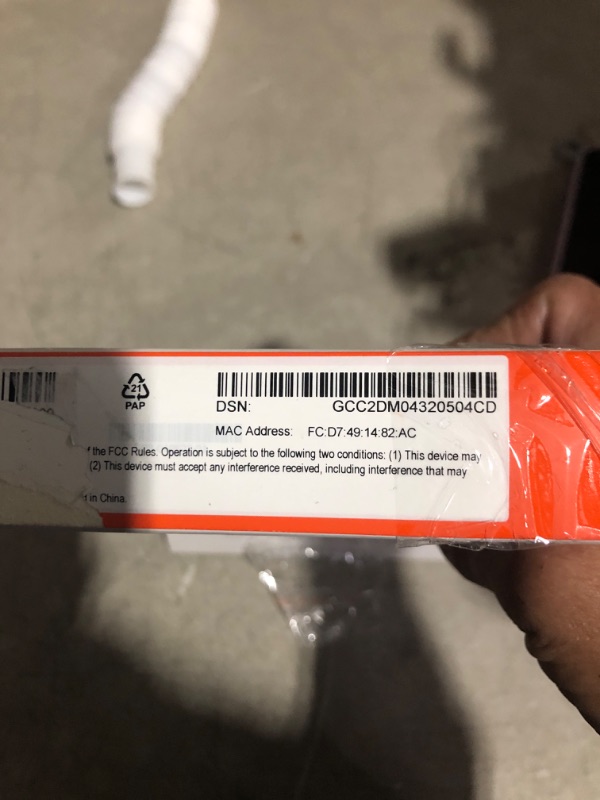 21
PAP
DSN: GCC2DM04320504CD
MAC Address: FC:D7:49:14:82:AC
the FCC Rules. Operation is subject to the following two conditions: (1) This device may
(2) This device must accept any interference received, including interference that may
in China.